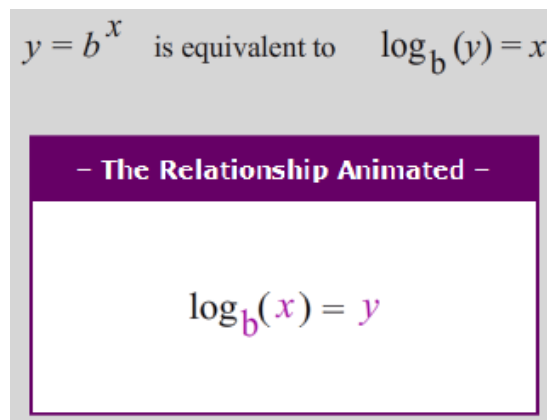 y = b^x is equivalent to log_b(y) = x
– The Relationship Animated –
log_b(x) = y